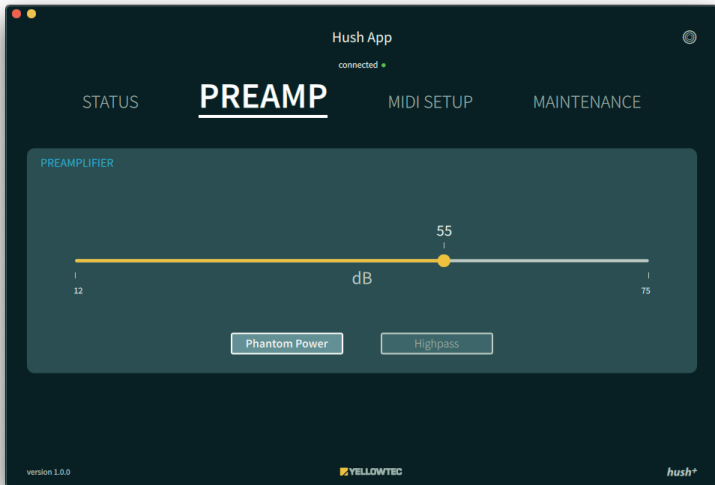 Hush App
connected
STATUS PREAMP MIDI SETUP MAINTENANCE
PREAMPLIFIER
55
dB
12 75
Phantom Power Highpass
version 1.0.0 YELLOWTEC hush+